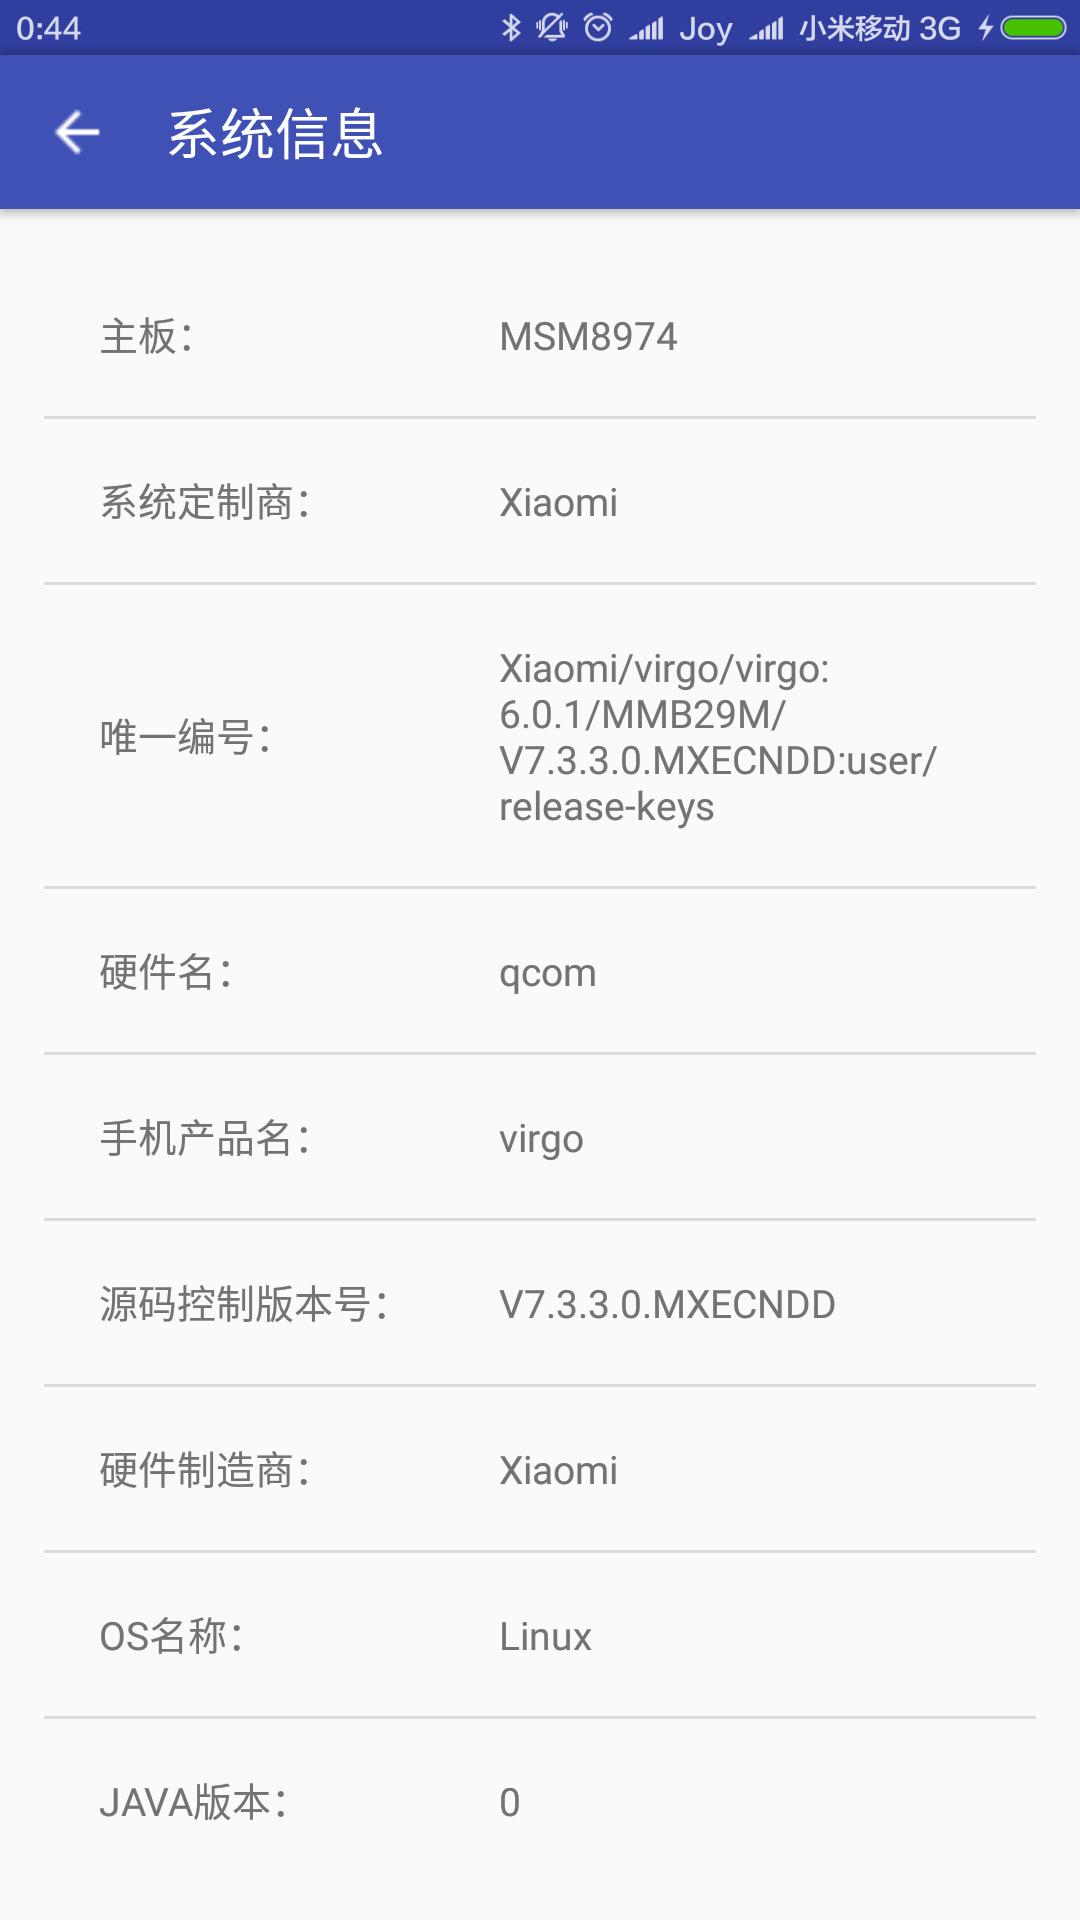 0:44 Joy 小米移动 3G
系统信息
主板： MSM8974
系统定制商： Xiaomi
唯一编号： Xiaomi/virgo/virgo:
6.0.1/MMB29M/
V7.3.3.0.MXECNDD:user/
release-keys
硬件名： qcom
手机产品名： virgo
源码控制版本号： V7.3.3.0.MXECNDD
硬件制造商： Xiaomi
OS名称： Linux
JAVA版本： 0